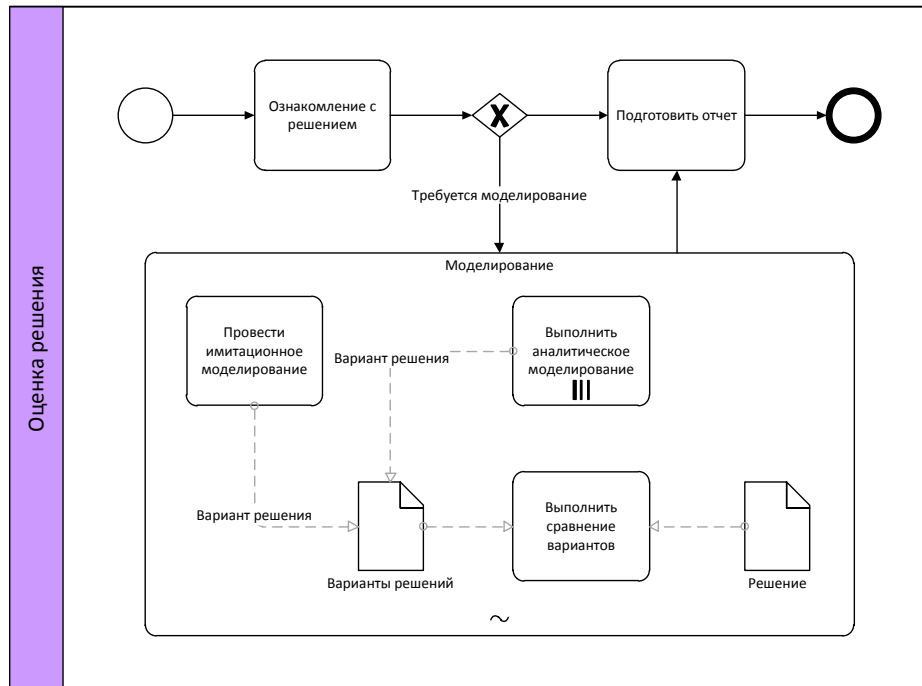 Оценка решения
Ознакомление с
решением
X
Подготовить отчет
Требуется моделирование
Моделирование
Провести
имитационное
моделирование
Вариант решения
Выполнить
аналитическое
моделирование
Вариант решения
Варианты решений
Выполнить
сравнение
вариантов
Решение